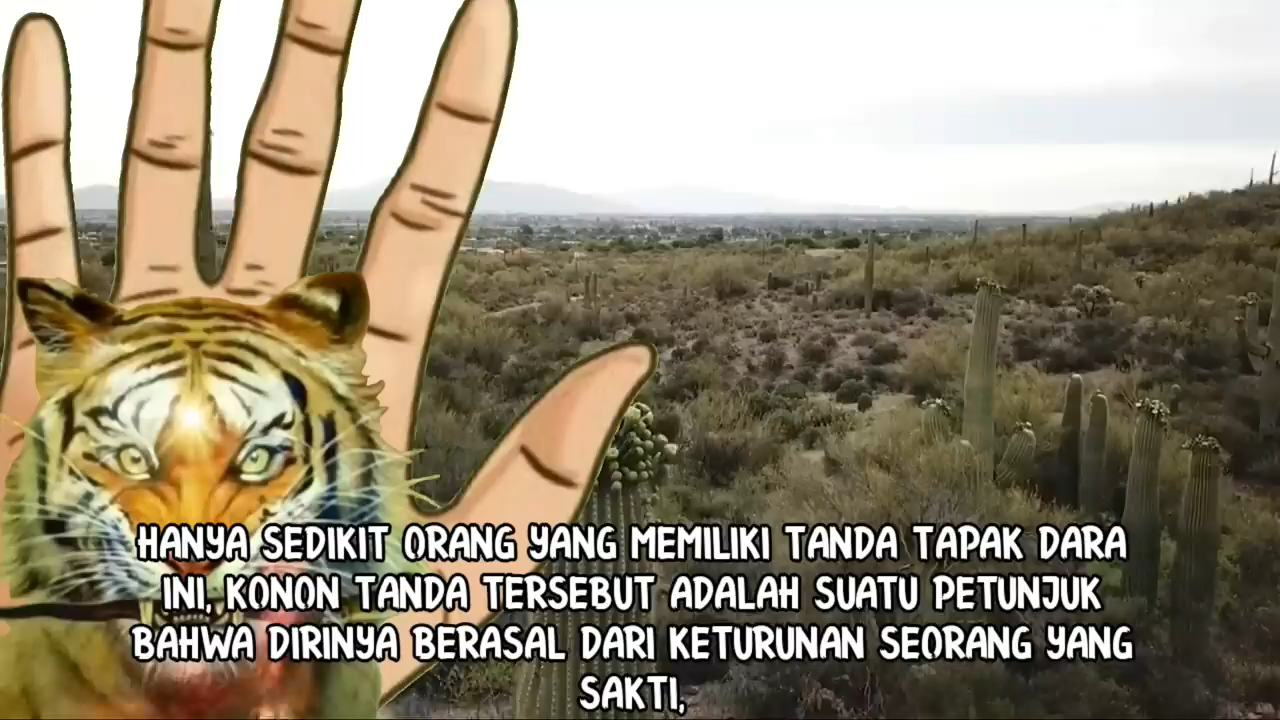 HANYA SEDIKIT ORANG YANG MEMILIKI TANDA TAPAK DARA
INI, KONON TANDA TERSEBUT ADALAH SUATU PETUNJUK
BAHWA DIRINYA BERASAL DARI KETURUNAN SEORANG YANG
SAKTI,